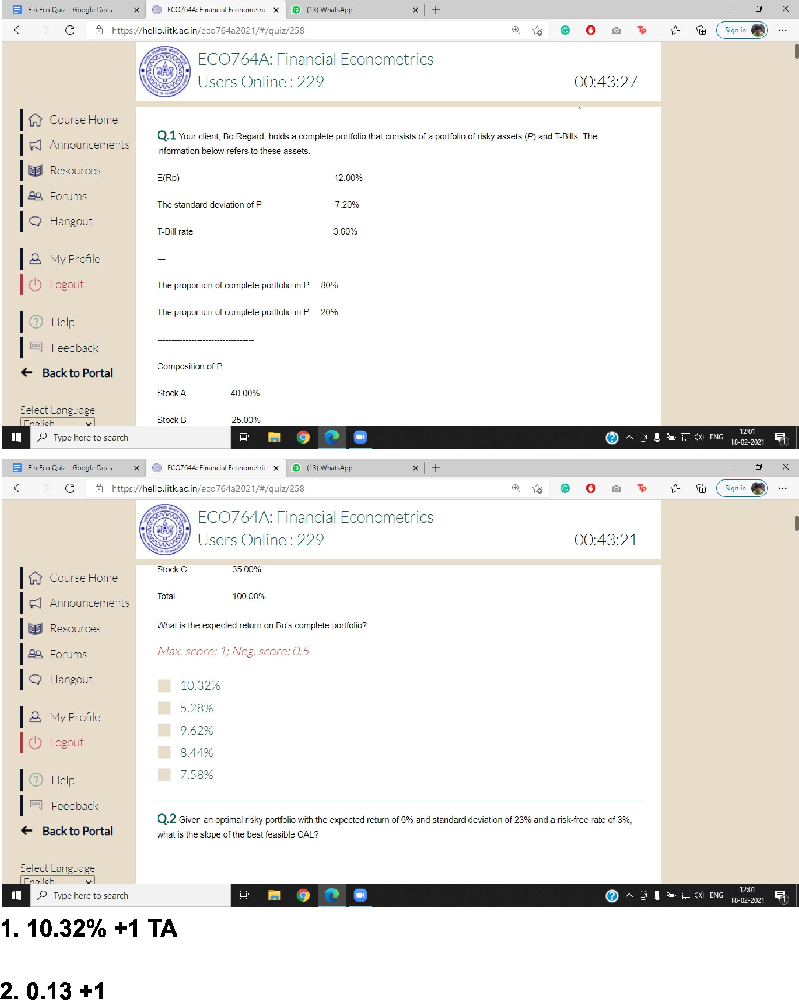 Fin Eco Quiz - Google Docs
ECO764A: Financial Econometric
13 (13) WhatsApp
https://hello.iitk.ac.in/eco764a2021/#/quiz/258
Sign in
ECO764A: Financial Econometrics
Users Online : 229
00:43:27
Course Home
Announcements
Resources
Forums
Hangout
My Profile
Logout
Help
Feedback
Back to Portal
Select Language
English
Q.1 Your client, Bo Regard, holds a complete portfolio that consists of a portfolio of risky assets (P) and T-Bills. The
information below refers to these assets.
E(Rp) 12.00%
The standard deviation of P 7.20%
T-Bill rate 3.60%
---
The proportion of complete portfolio in P 80%
The proportion of complete portfolio in P 20%
-----------------------------------
Composition of P:
Stock A 40.00%
Stock B 25.00%
Type here to search
ENG
12:01
18-02-2021
1
Fin Eco Quiz - Google Docs
ECO764A: Financial Econometric
13 (13) WhatsApp
https://hello.iitk.ac.in/eco764a2021/#/quiz/258
Sign in
ECO764A: Financial Econometrics
Users Online : 229
00:43:21
Course Home
Announcements
Resources
Forums
Hangout
My Profile
Logout
Help
Feedback
Back to Portal
Select Language
English
Stock C 35.00%
Total 100.00%
What is the expected return on Bo's complete portfolio?
Max. score: 1; Neg. score: 0.5
10.32%
5.28%
9.62%
8.44%
7.58%
Q.2 Given an optimal risky portfolio with the expected return of 6% and standard deviation of 23% and a risk-free rate of 3%,
what is the slope of the best feasible CAL?
Type here to search
ENG
12:01
18-02-2021
1
1. 10.32% +1 TA
2. 0.13 +1